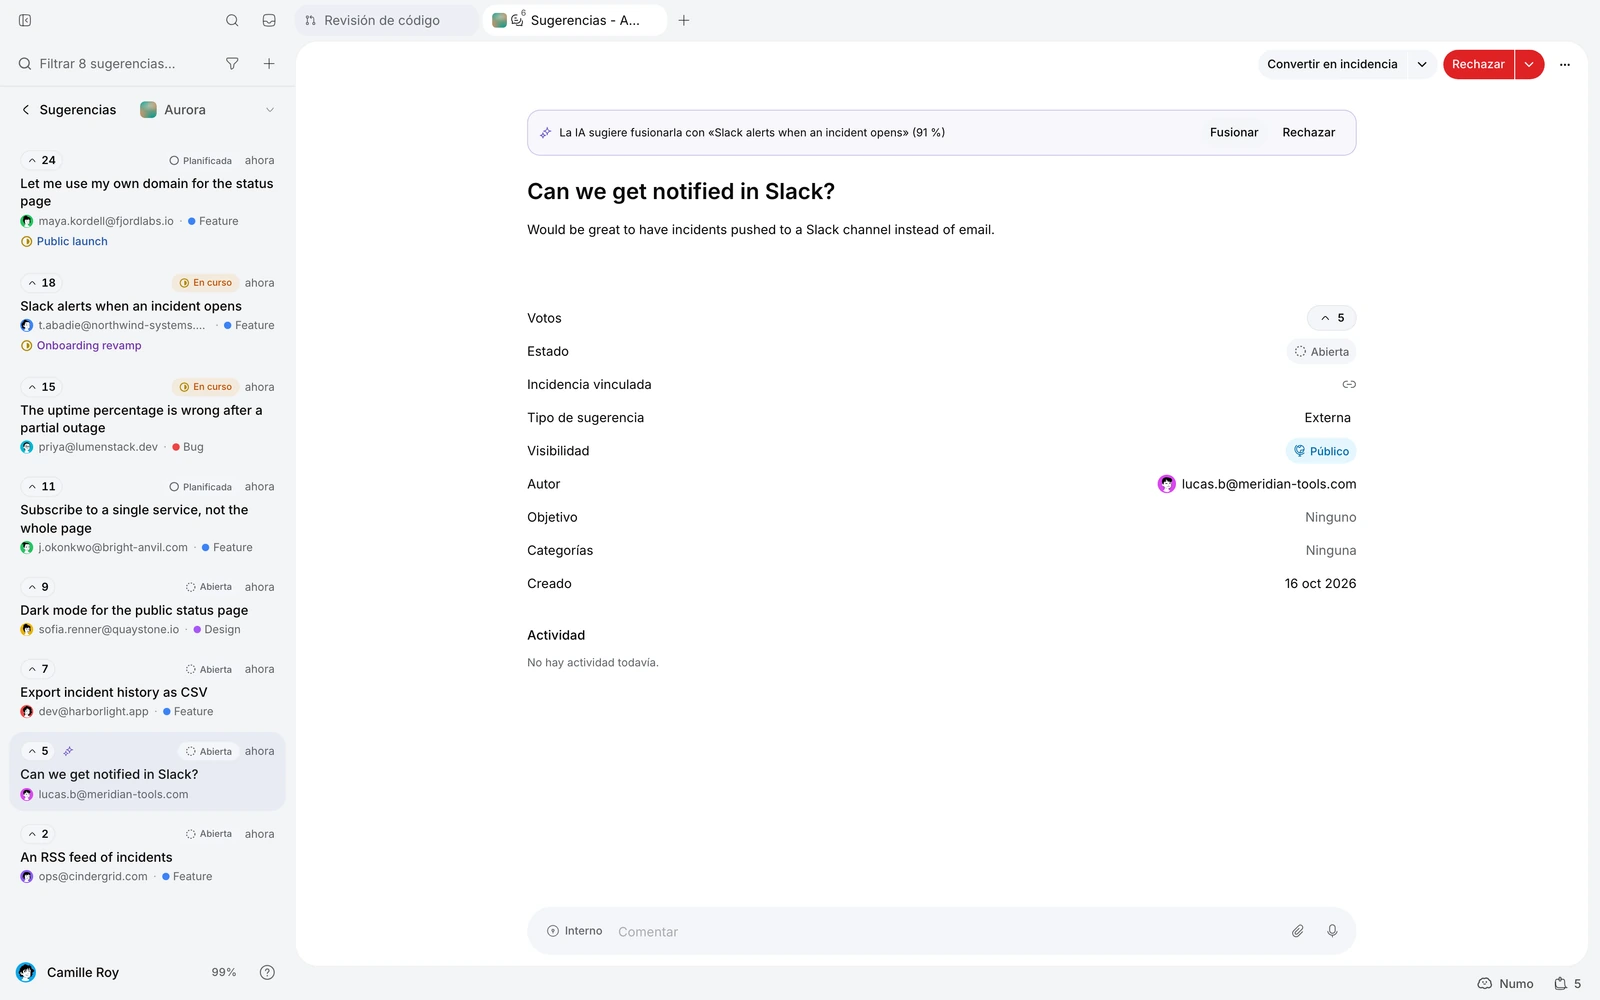 Revisión de código
6
Sugerencias - A...
Filtrar 8 sugerencias...
Convertir en incidencia
Rechazar
Sugerencias
Aurora
La IA sugiere fusionarla con «Slack alerts when an incident opens» (91 %)
Fusionar
Rechazar
24
Planificada
ahora
Let me use my own domain for the status
page
maya.kordell@fjordlabs.io · Feature
Public launch
18
En curso
ahora
Slack alerts when an incident opens
t.abadie@northwind-systems.... · Feature
Onboarding revamp
15
En curso
ahora
The uptime percentage is wrong after a
partial outage
priya@lumenstack.dev · Bug
11
Planificada
ahora
Subscribe to a single service, not the
whole page
j.okonkwo@bright-anvil.com · Feature
9
Abierta
ahora
Dark mode for the public status page
sofia.renner@quaystone.io · Design
7
Abierta
ahora
Export incident history as CSV
dev@harborlight.app · Feature
5
Abierta
ahora
Can we get notified in Slack?
lucas.b@meridian-tools.com
2
Abierta
ahora
An RSS feed of incidents
ops@cindergrid.com · Feature
Camille Roy
99%
Can we get notified in Slack?
Would be great to have incidents pushed to a Slack channel instead of email.
Votos
5
Estado
Abierta
Incidencia vinculada
Tipo de sugerencia
Externa
Visibilidad
Público
Autor
lucas.b@meridian-tools.com
Objetivo
Ninguno
Categorías
Ninguna
Creado
16 oct 2026
Actividad
No hay actividad todavía.
Interno
Comentar
Numo
5